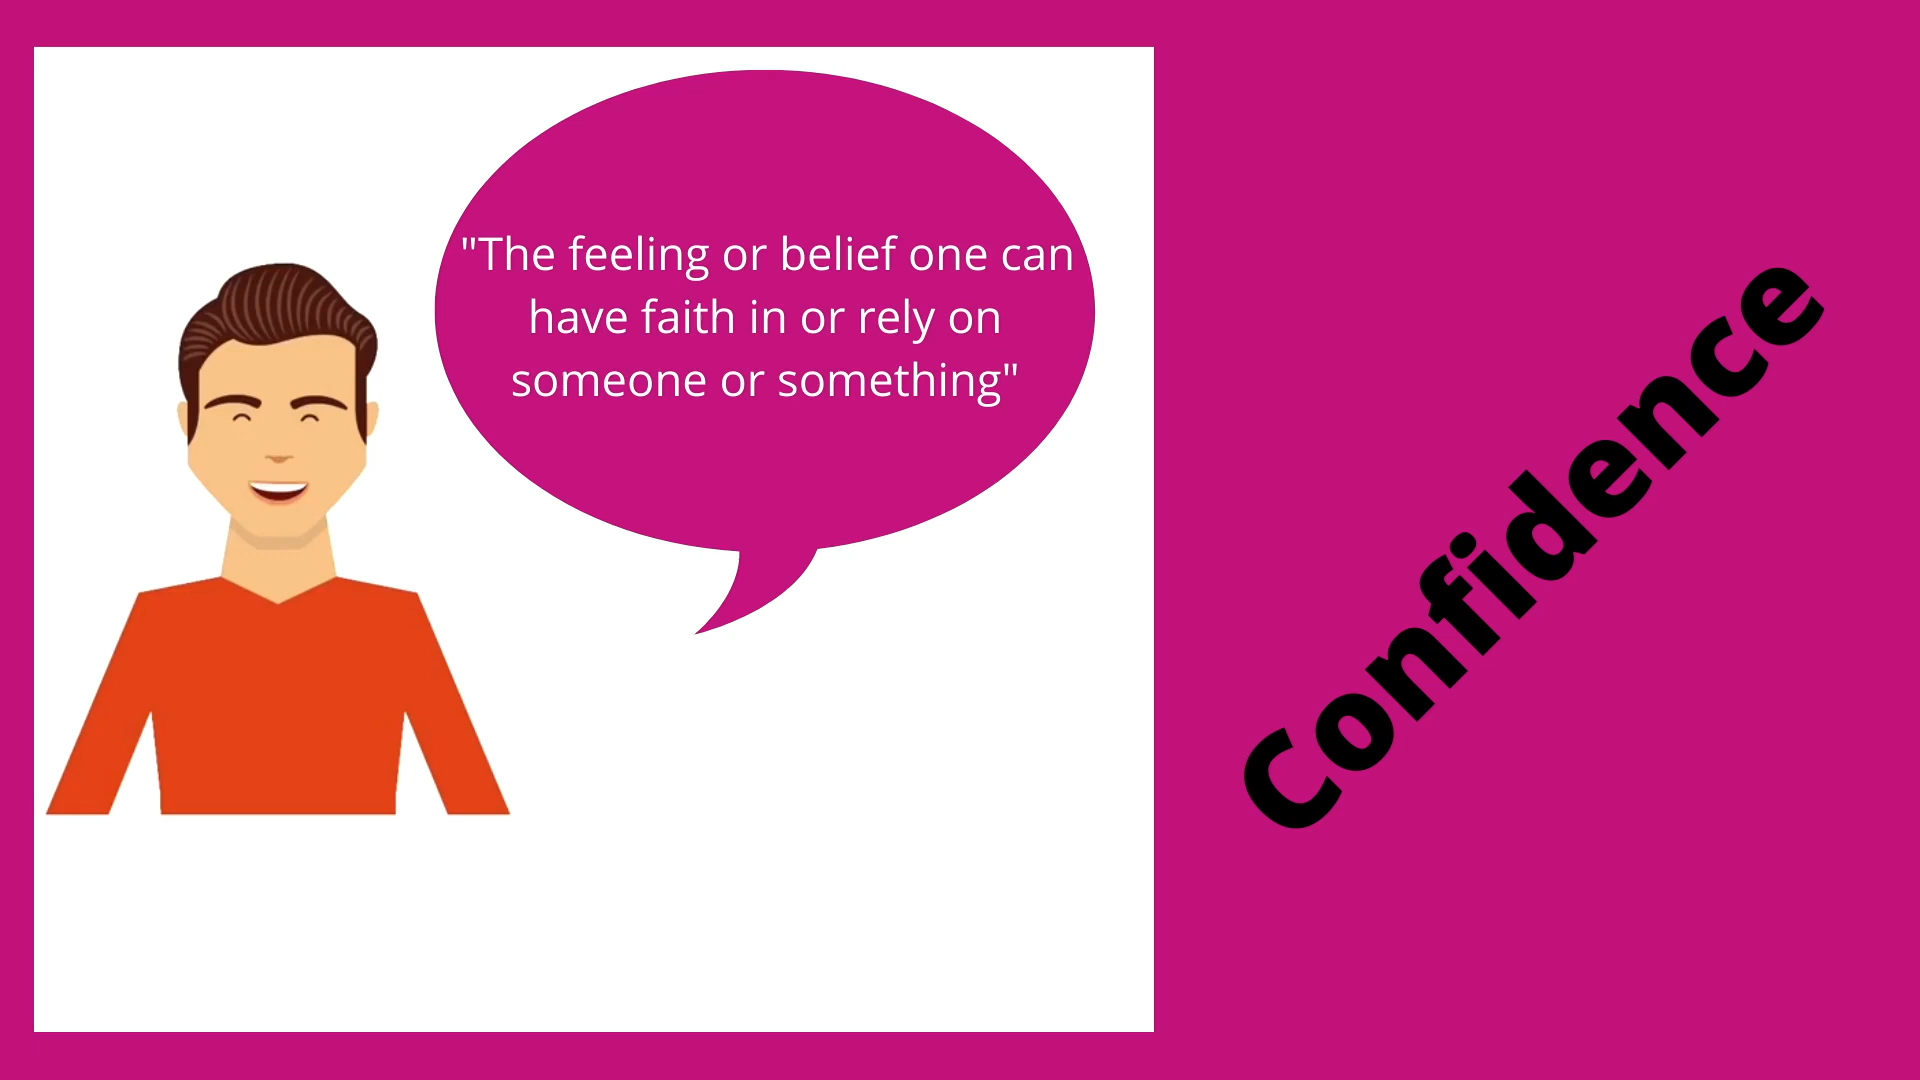 "The feeling or belief one can
have faith in or rely on
someone or something"
Confidence